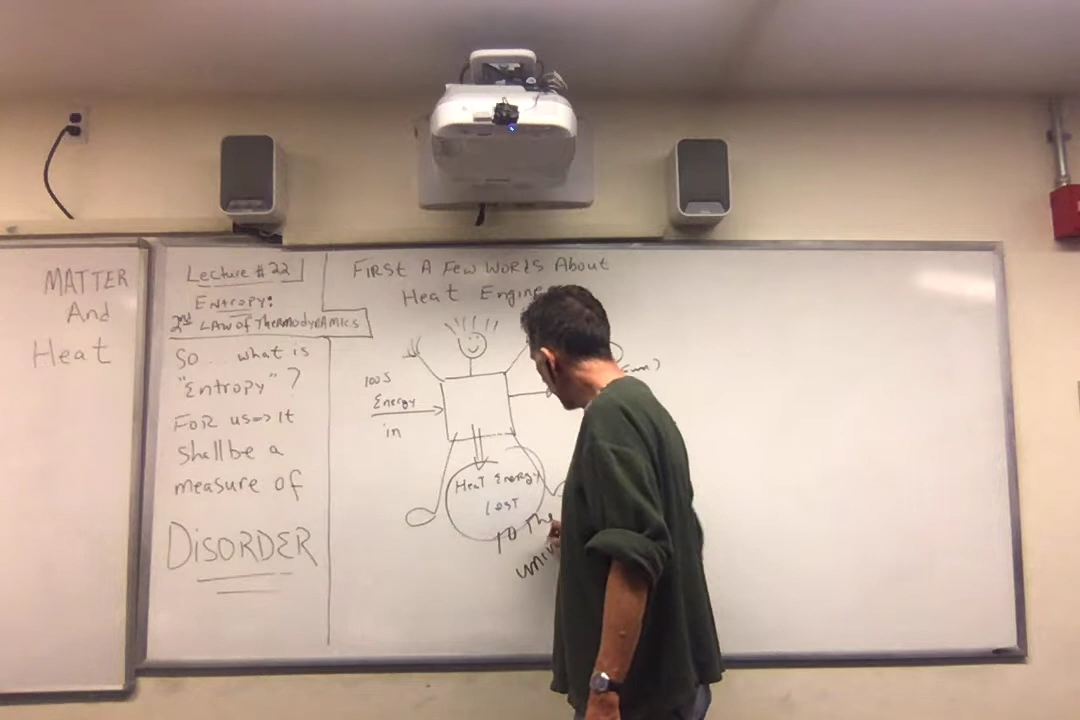 MATTER
And
Heat
Lecture #22
ENTROPY:
2nd LAW of THERMODYNAMICS
So... what is
"Entropy"?
FOR us=> It
shall be a
measure of
DISORDER
FIRST A FEW WORDS ABOUT
Heat Engine
100J
Energy
in
HEAT ENERGY
LOST
TO The
univ